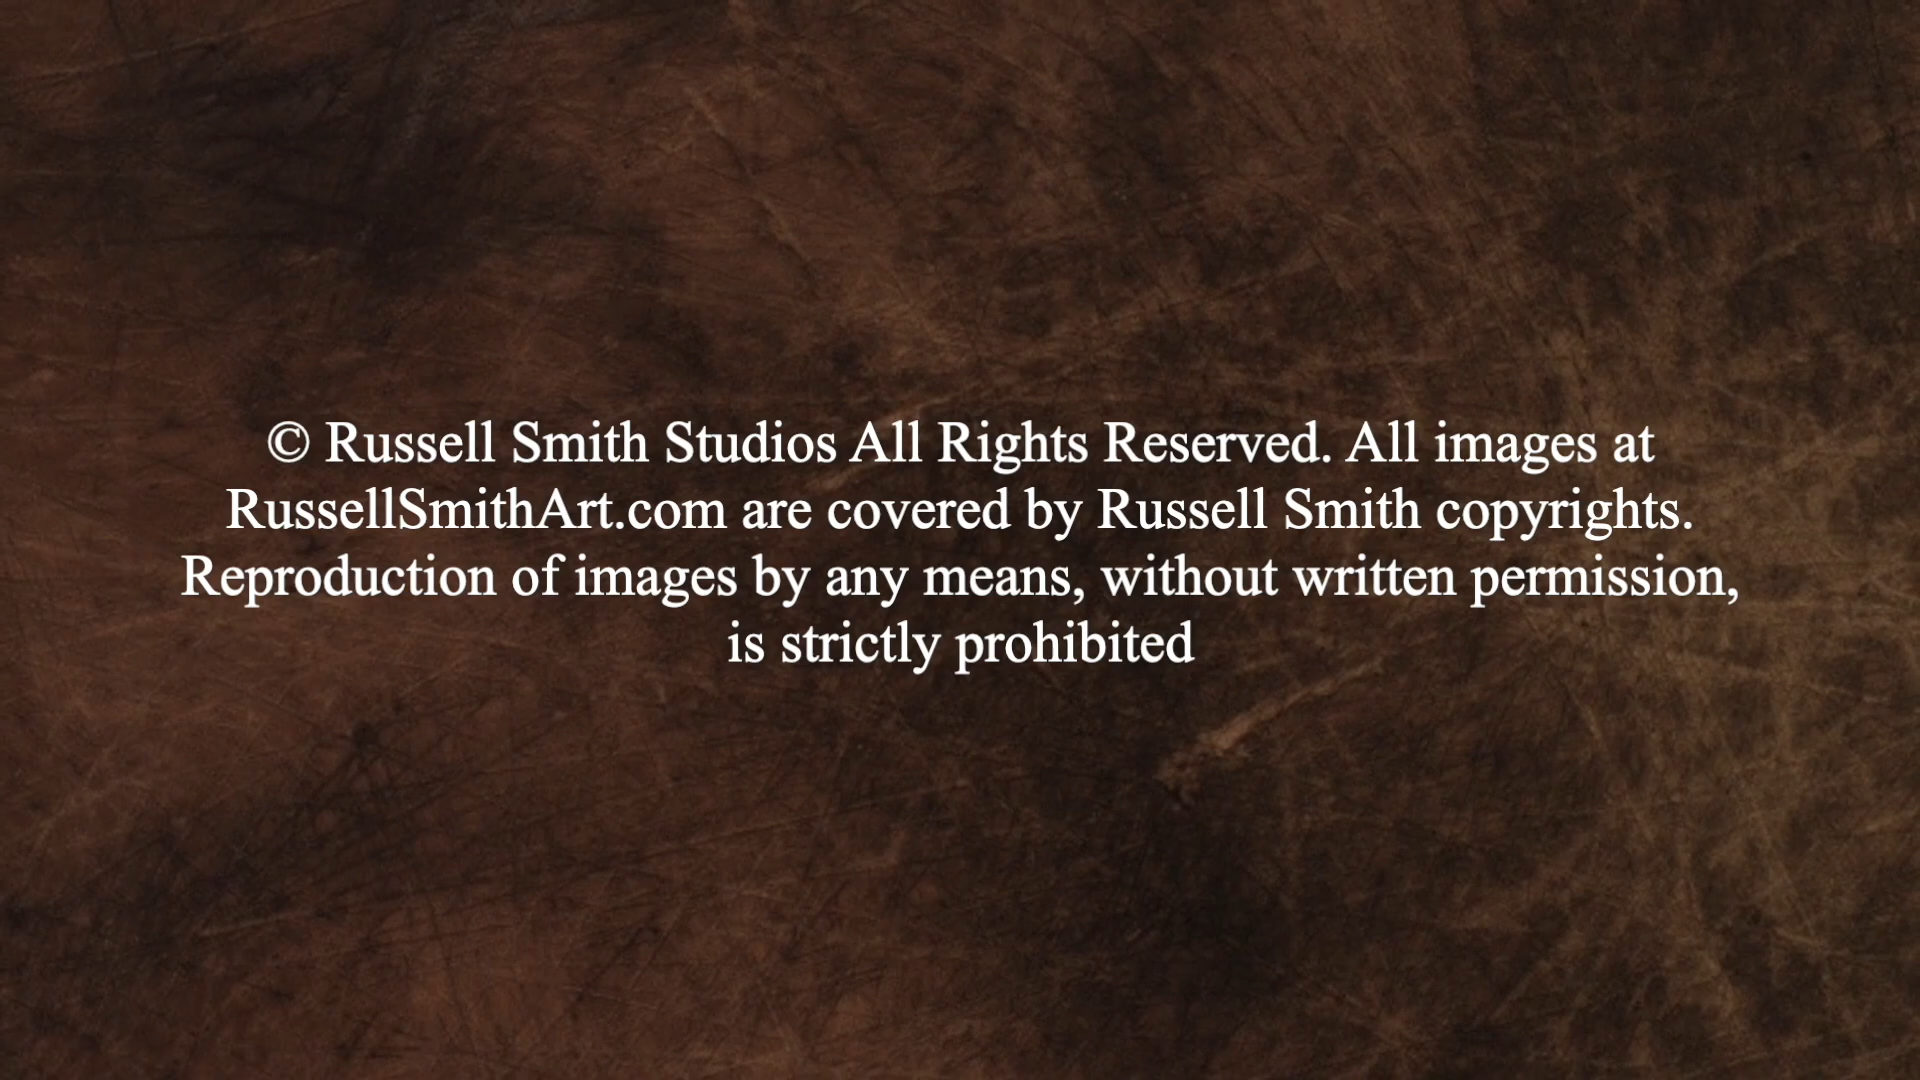 © Russell Smith Studios All Rights Reserved. All images at
RussellSmithArt.com are covered by Russell Smith copyrights.
Reproduction of images by any means, without written permission,
is strictly prohibited